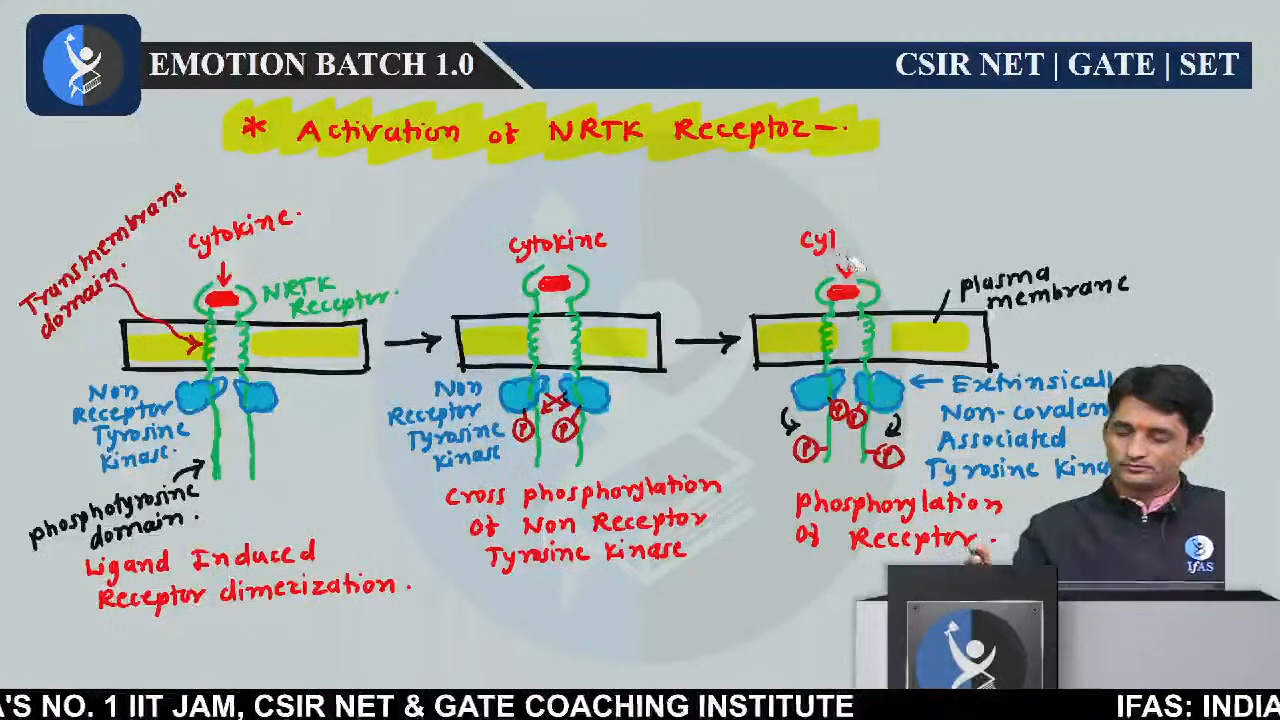 EMOTION BATCH 1.0
CSIR NET | GATE | SET
* Activation of NRTK Receptor-.
Transmembrane
domain.
cytokine.
NRTK
Receptor.
Non
Receptor
Tyrosine
kinase.
phosphotyrosine
domain.
Ligand Induced
Receptor dimerization.
cytokine
Non
Receptor
Tyrosine
kinase
P
P
Cross phosphorylation
of Non Receptor
Tyrosine kinase
Cyl
plasma
membrane
P
P
P
P
Extrinsicall
Non-covalen
Associated
Tyrosine Kina
Phosphorylation
of Receptor.
IFAS
A'S NO. 1 IIT JAM, CSIR NET & GATE COACHING INSTITUTE
IFAS: INDIA